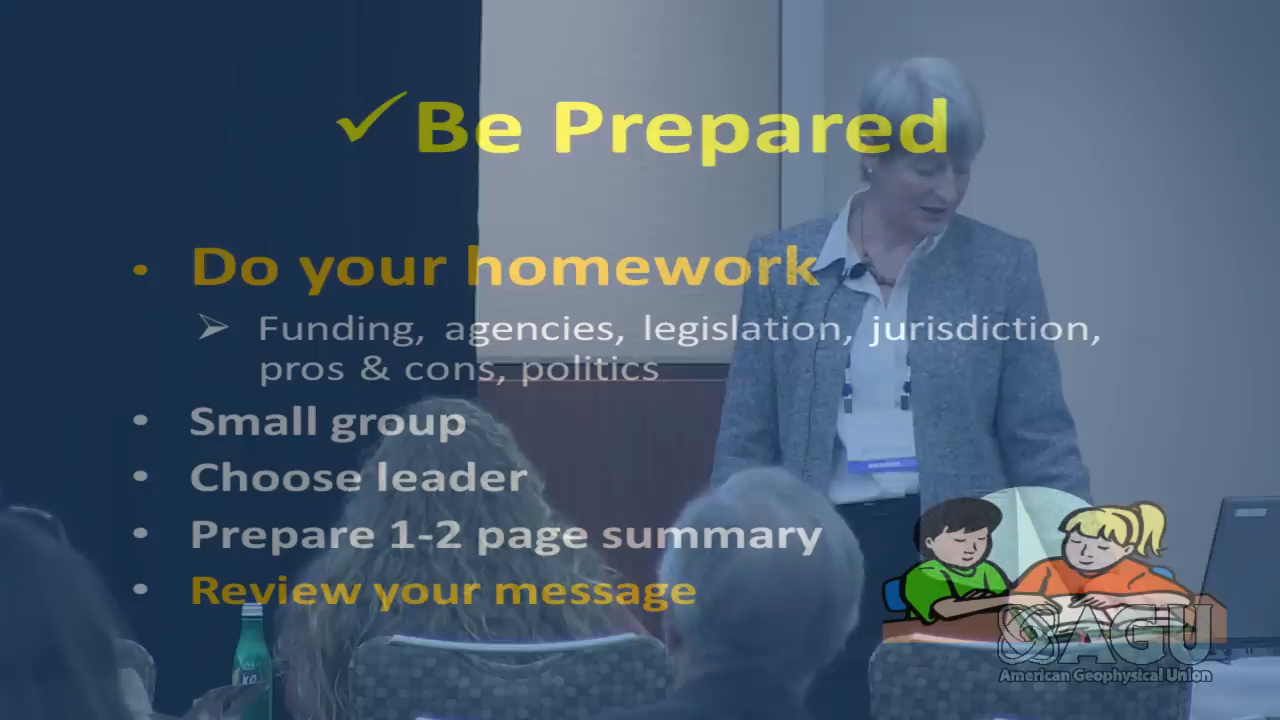 ✓Be Prepared
• Do your homework
➢ Funding, agencies, legislation, jurisdiction,
pros & cons, politics
• Small group
• Choose leader
• Prepare 1-2 page summary
• Review your message
AGU
American Geophysical Union